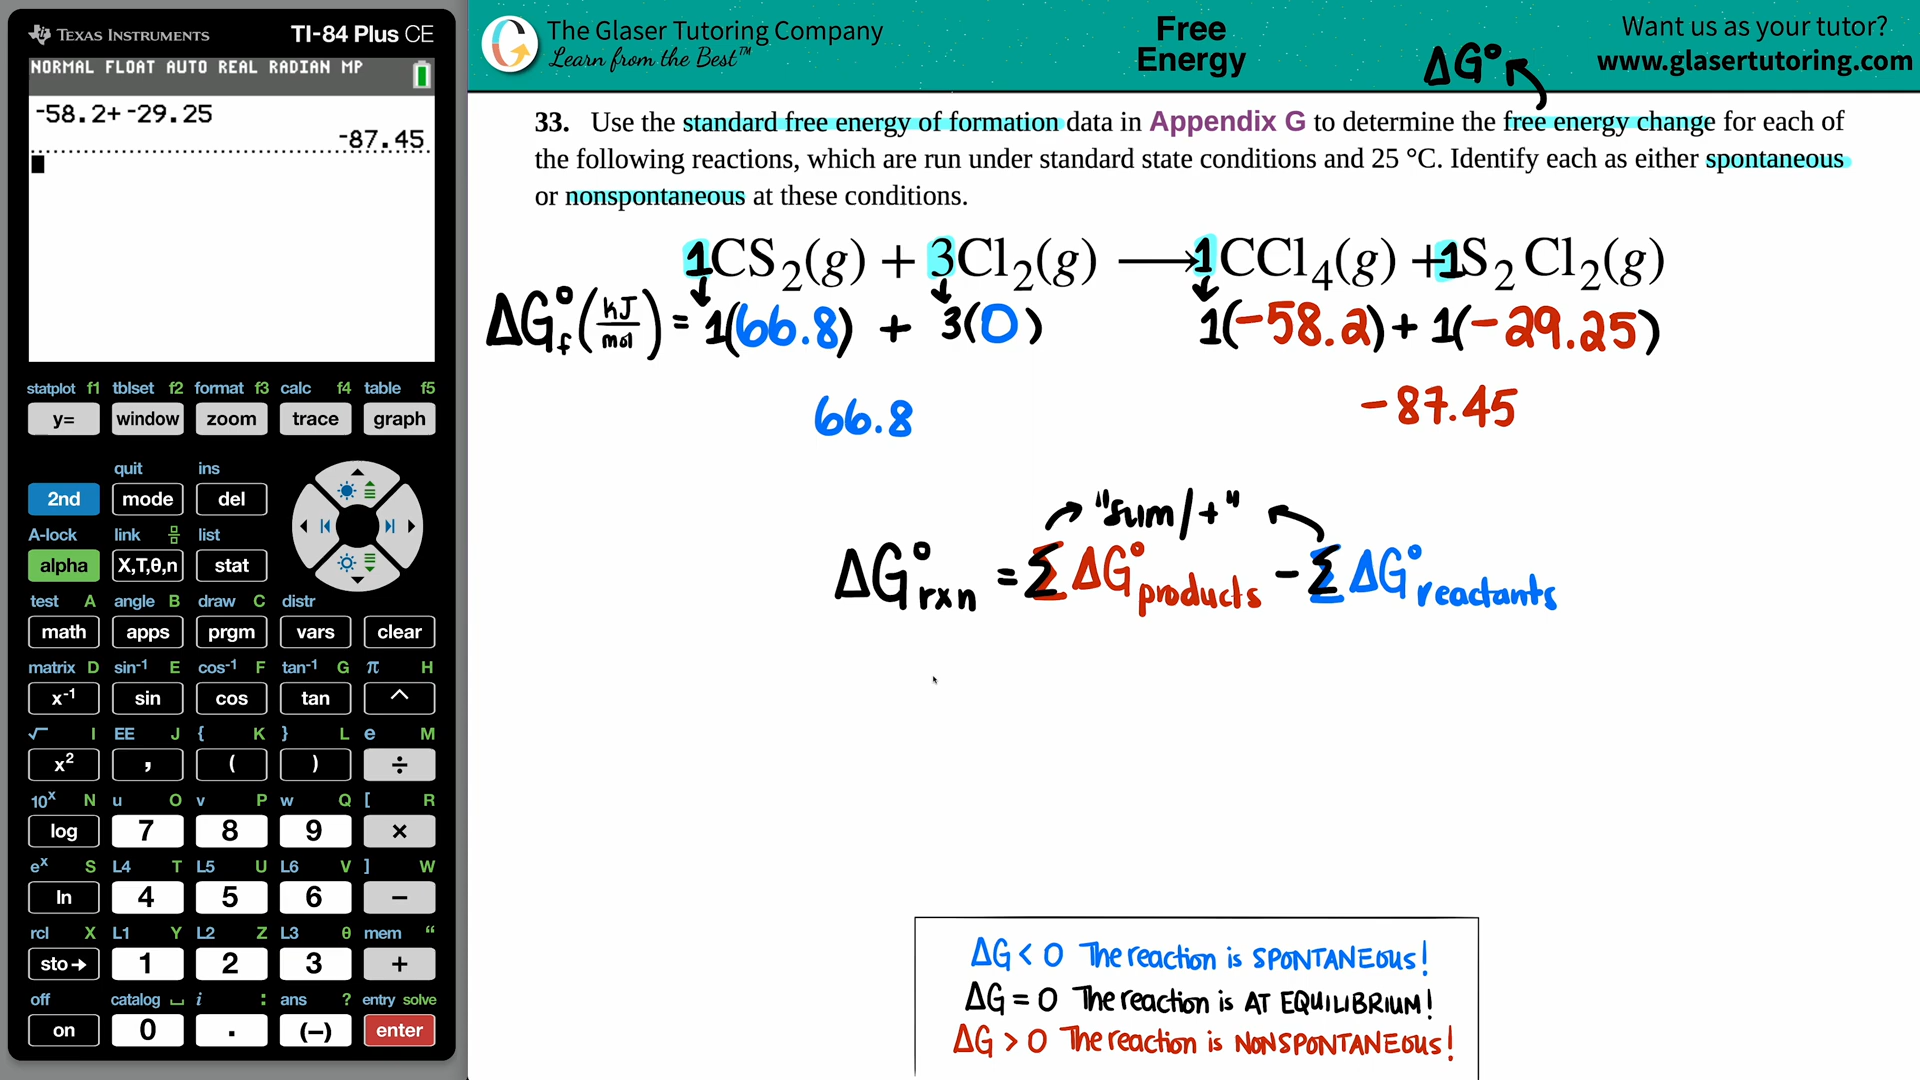 TEXAS INSTRUMENTS TI-84 Plus CE
NORMAL FLOAT AUTO REAL RADIAN MP
-58.2+-29.25
-87.45
statplot f1 tblset f2 format f3 calc f4 table f5
y= window zoom trace graph
quit ins
2nd mode del
A-lock link list
alpha X,T,θ,n stat
test A angle B draw C distr
math apps prgm vars clear
matrix D sin⁻¹ E cos⁻¹ F tan⁻¹ G π H
x⁻¹ sin cos tan ^
√ I EE J { K } L e M
x² , ( ) ÷
10ˣ N u O v P w Q [ R
log 7 8 9 ×
eˣ S L4 T L5 U L6 V ] W
ln 4 5 6 −
rcl X L1 Y L2 Z L3 θ mem "
sto→ 1 2 3 +
off catalog ⎵ i : ans ? entry solve
on 0 . (−) enter
The Glaser Tutoring Company
Learn from the Best™
Free
Energy
Want us as your tutor?
www.glasertutoring.com
ΔG°
33. Use the standard free energy of formation data in Appendix G to determine the free energy change for each of
the following reactions, which are run under standard state conditions and 25 °C. Identify each as either spontaneous
or nonspontaneous at these conditions.
1CS₂(g) + 3Cl₂(g) ⟶ 1CCl₄(g) + 1S₂Cl₂(g)
ΔG°f (kJ/mol) = 1(66.8) + 3(0) 1(-58.2) + 1(-29.25)
66.8 -87.45
"sum/+"
ΔG°rxn = Σ ΔG°products − Σ ΔG°reactants
ΔG < 0 The reaction is SPONTANEOUS!
ΔG = 0 The reaction is AT EQUILIBRIUM!
ΔG > 0 The reaction is NONSPONTANEOUS!